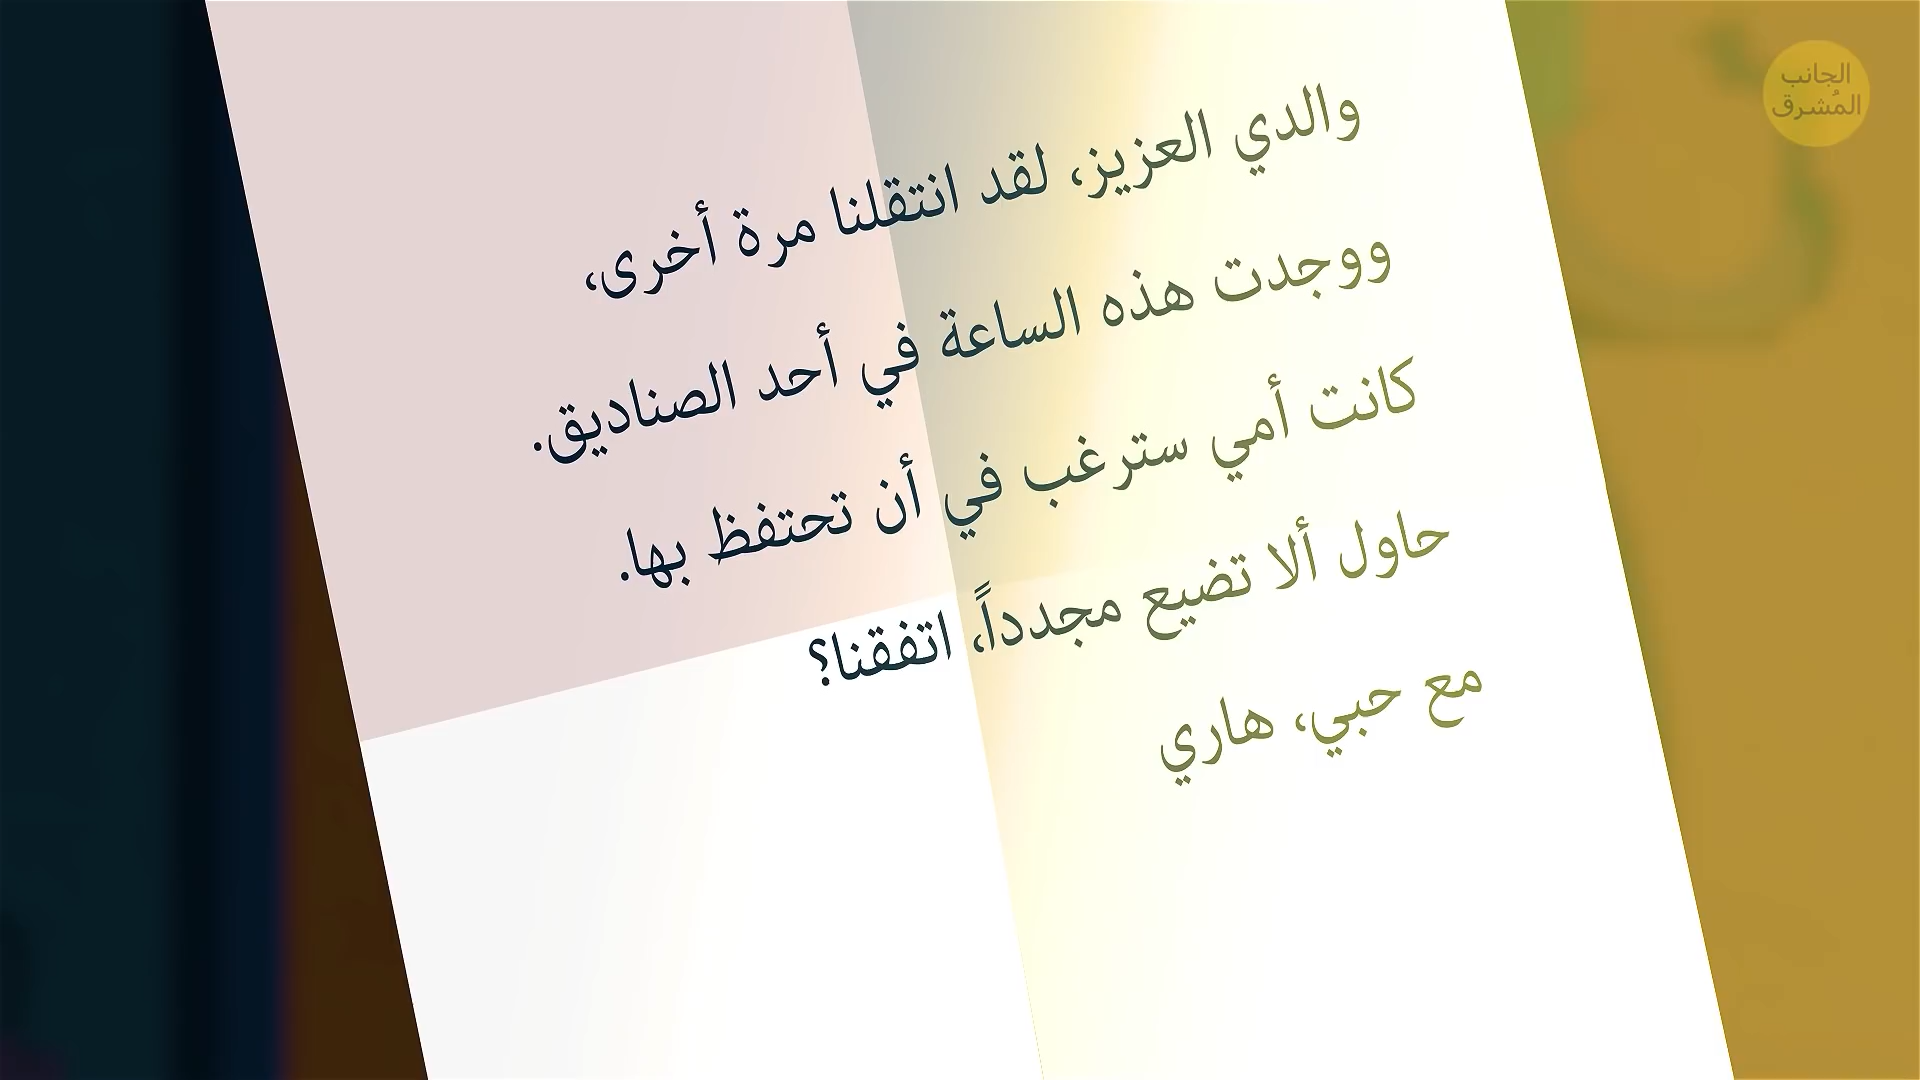 والدي العزيز، لقد انتقلنا مرة أخرى،
ووجدت هذه الساعة في أحد الصناديق.
كانت أمي سترغب في أن تحتفظ بها.
حاول ألا تضيع مجدداً، اتفقنا؟
مع حبي، هاري
الجانب
المُشرق